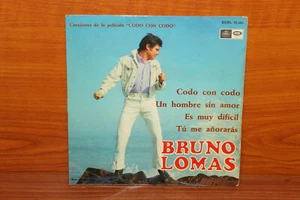 Canciones de la película "CODO CON CODO"
Codo con codo
Un hombre sin amor
Es muy difícil
Tú me añorarás
BRUNO
LOMAS